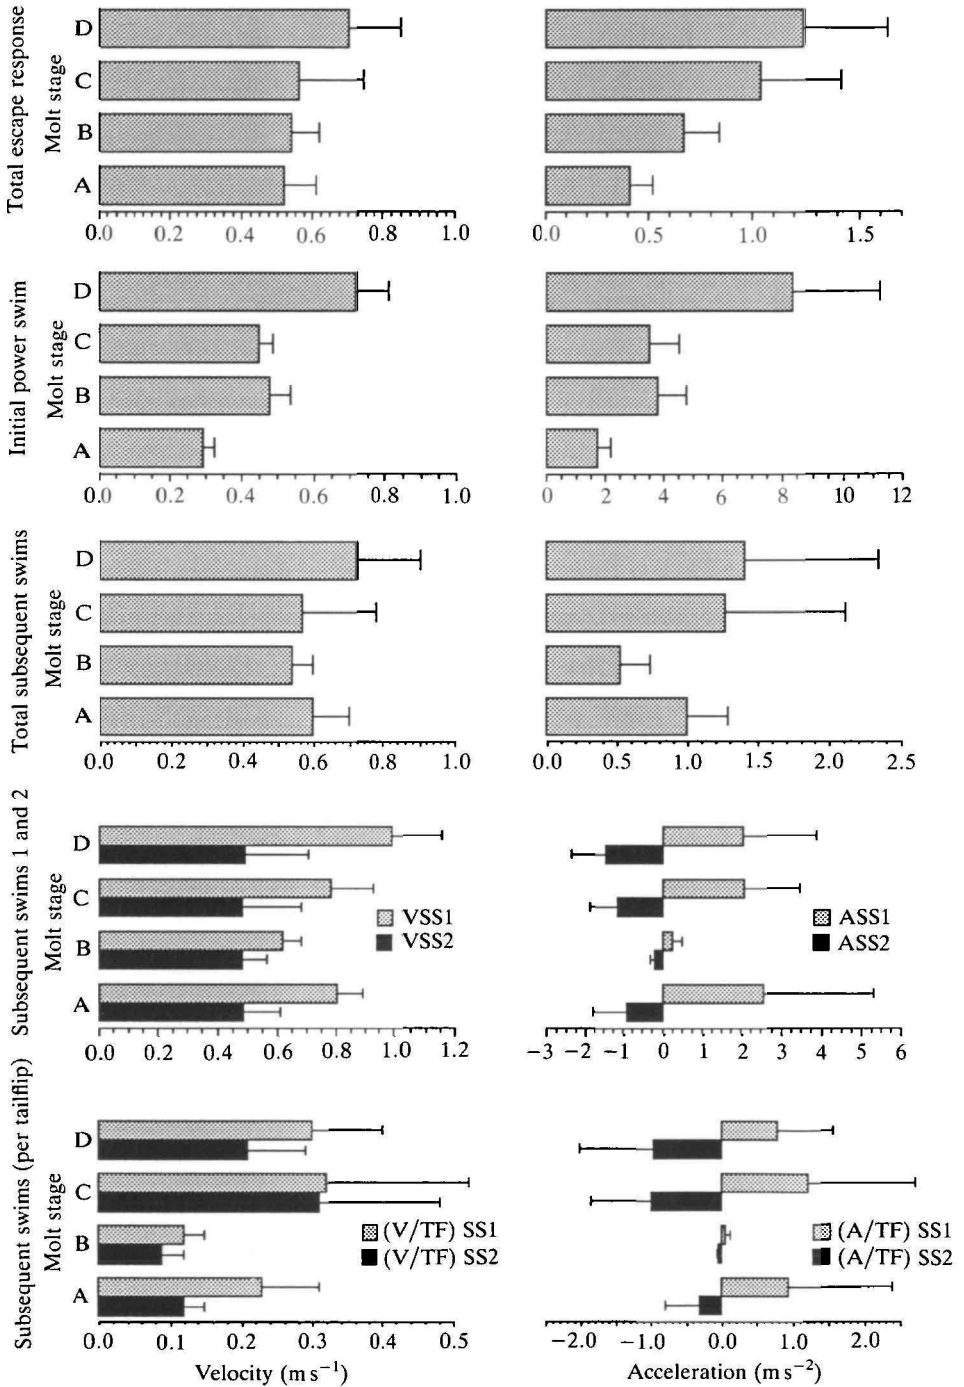 Total escape response
Molt stage
D
C
B
A
0.0 0.2 0.4 0.6 0.8 1.0
0.0 0.5 1.0 1.5
Initial power swim
Molt stage
D
C
B
A
0.0 0.2 0.4 0.6 0.8 1.0
0 2 4 6 8 10 12
Total subsequent swims
Molt stage
D
C
B
A
0.0 0.2 0.4 0.6 0.8 1.0
0.0 0.5 1.0 1.5 2.0 2.5
Subsequent swims 1 and 2
Molt stage
D
C
B
A
VSS1
VSS2
ASS1
ASS2
0.0 0.2 0.4 0.6 0.8 1.0 1.2
−3 −2 −1 0 1 2 3 4 5 6
Subsequent swims (per tailflip)
Molt stage
D
C
B
A
(V/TF) SS1
(V/TF) SS2
(A/TF) SS1
(A/TF) SS2
0.0 0.1 0.2 0.3 0.4 0.5
−2.0 −1.0 0.0 1.0 2.0
Velocity (m s⁻¹)
Acceleration (m s⁻²)